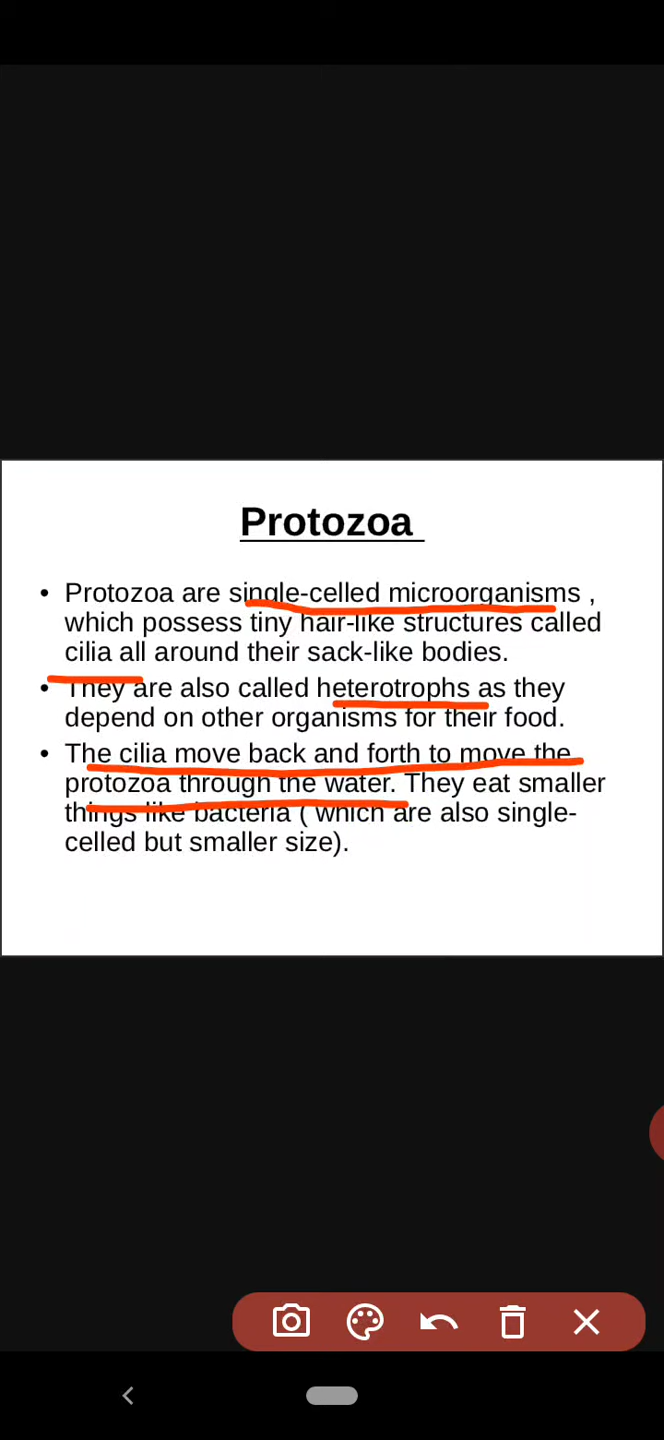 Protozoa
• Protozoa are single-celled microorganisms ,
which possess tiny hair-like structures called
cilia all around their sack-like bodies.
• They are also called heterotrophs as they
depend on other organisms for their food.
• The cilia move back and forth to move the
protozoa through the water. They eat smaller
things like bacteria ( which are also single-
celled but smaller size).